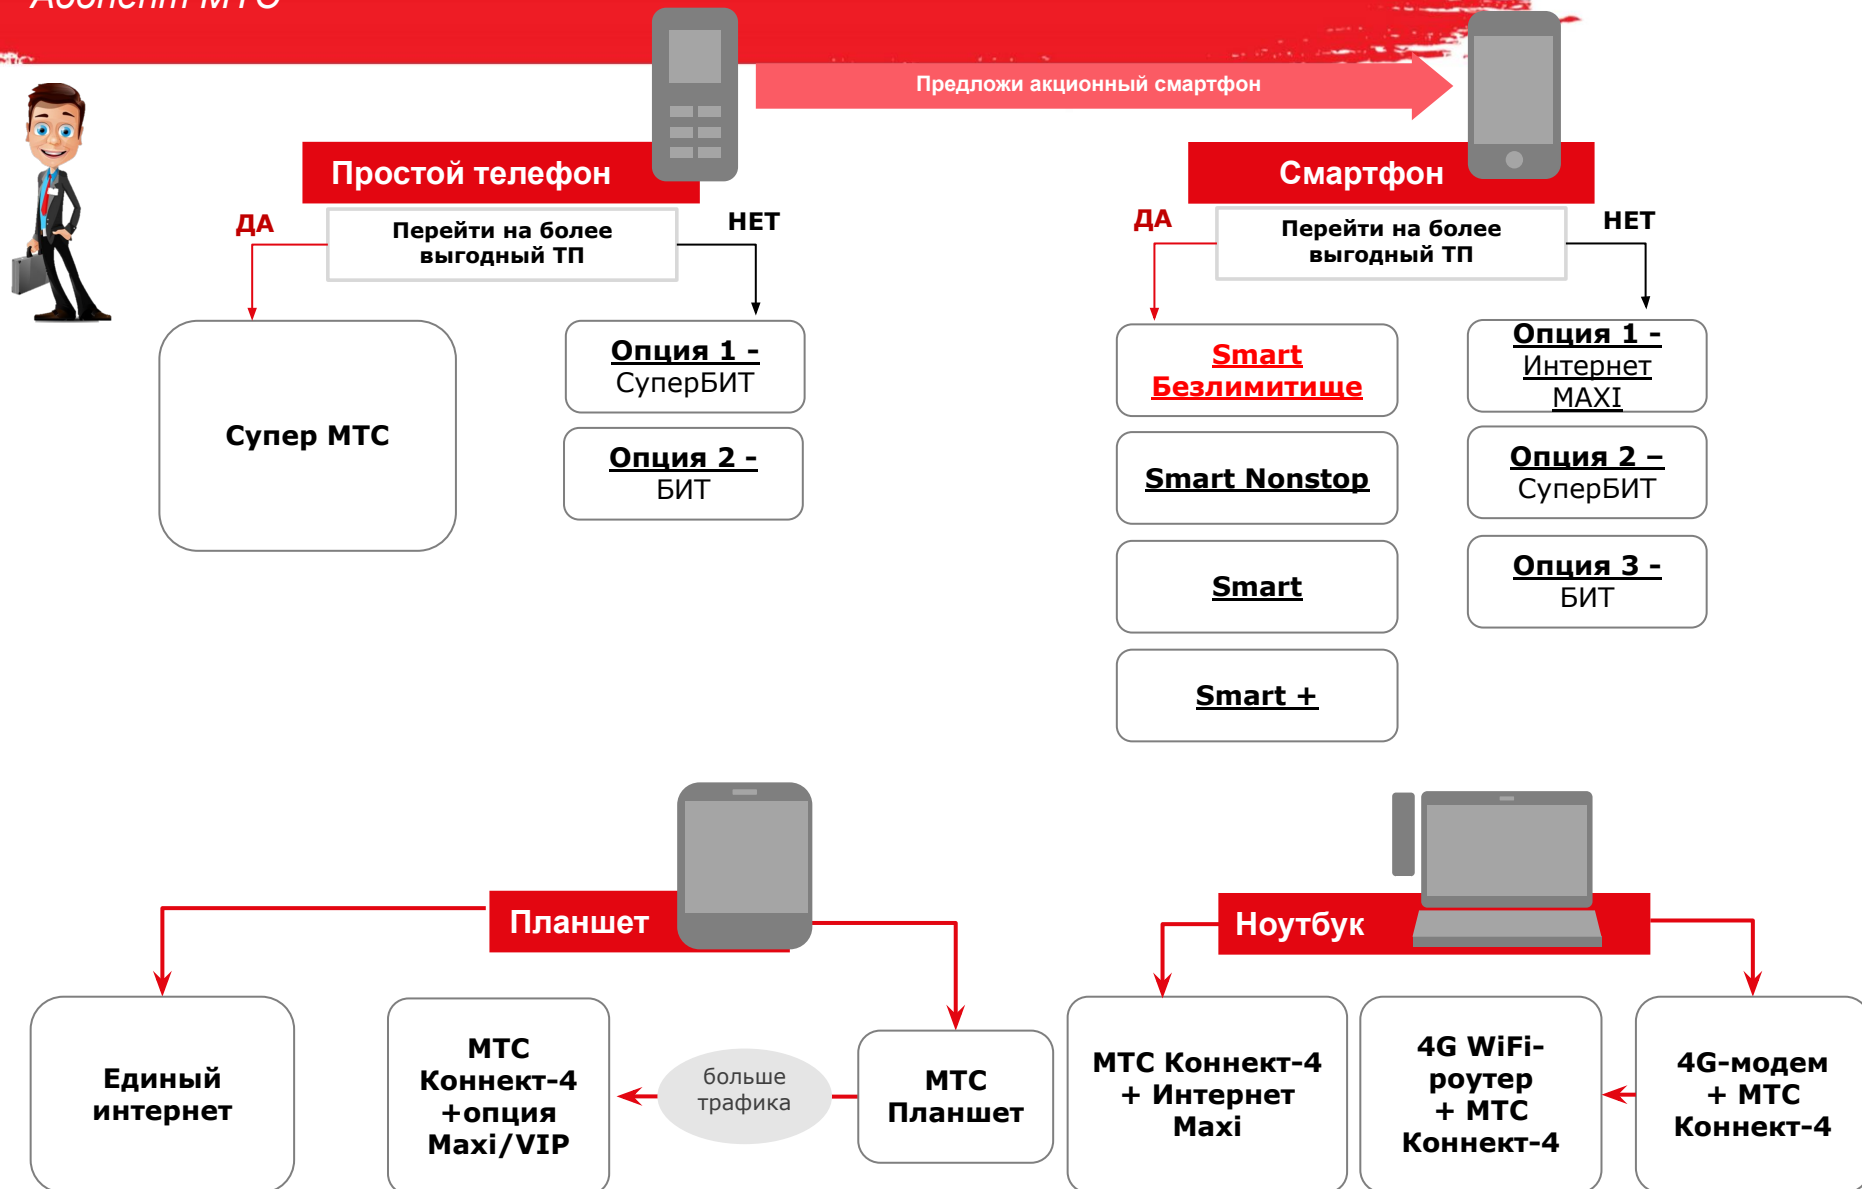 Абонент МТС
Предложи акционный смартфон
Простой телефон
ДА
Перейти на более
выгодный ТП
НЕТ
Супер МТС
Опция 1 -
СуперБИТ
Опция 2 -
БИТ
Смартфон
ДА
Перейти на более
выгодный ТП
НЕТ
Smart
Безлимитище
Smart Nonstop
Smart
Smart +
Опция 1 -
Интернет
MAXI
Опция 2 –
СуперБИТ
Опция 3 -
БИТ
Планшет
Единый
интернет
МТС
Коннект-4
+опция
Maxi/VIP
больше
трафика
МТС
Планшет
Ноутбук
МТС Коннект-4
+ Интернет
Maxi
4G WiFi-
роутер
+ МТС
Коннект-4
4G-модем
+ МТС
Коннект-4